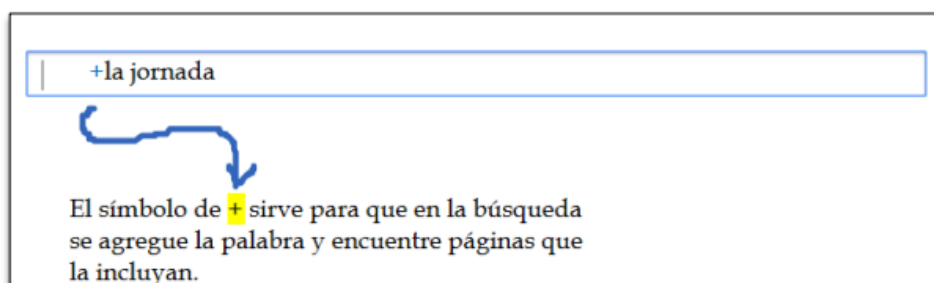 +la jornada
El símbolo de + sirve para que en la búsqueda
se agregue la palabra y encuentre páginas que
la incluyan.